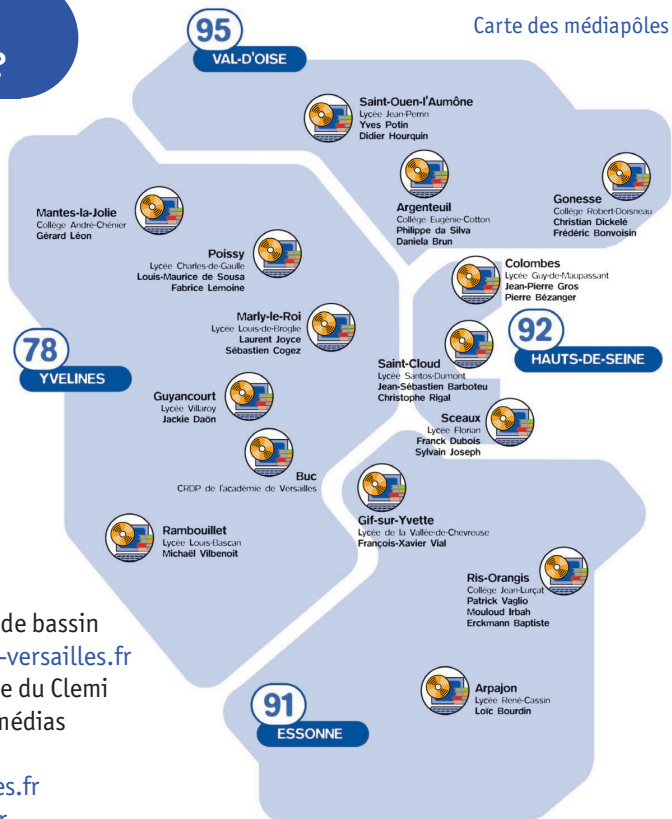 ?
Carte des médiapôles
95
VAL-D'OISE
Saint-Ouen-l'Aumône
Lycée Jean-Perrin
Yves Potin
Didier Hourquin
Argenteuil
Collège Eugénie-Cotton
Philippe da Silva
Daniela Brun
Gonesse
Collège Robert-Doisneau
Christian Dickelé
Frédéric Bonvoisin
Mantes-la-Jolie
Collège André-Chénier
Gérard Léon
Poissy
Lycée Charles-de-Gaulle
Louis-Maurice de Sousa
Fabrice Lemoine
Colombes
Lycée Guy-de-Maupassant
Jean-Pierre Gros
Pierre Bézanger
Marly-le-Roi
Lycée Louis-de-Broglie
Laurent Joyce
Sébastien Cogez
92
HAUTS-DE-SEINE
78
YVELINES
Saint-Cloud
Lycée Santos-Dumont
Jean-Sébastien Barboteu
Christophe Rigal
Guyancourt
Lycée Villaroy
Jackie Daön
Sceaux
Lycée Florian
Franck Dubois
Sylvain Joseph
Buc
CRDP de l'académie de Versailles
Gif-sur-Yvette
Lycée de la Vallée-de-Chevreuse
François-Xavier Vial
Rambouillet
Lycée Louis-Bascan
Michaël Vilbenoit
Ris-Orangis
Collège Jean-Lurçat
Patrick Vaglio
Mouloud Irbah
Erckmann Baptiste
de bassin
-versailles.fr
e du Clemi
médias
es.fr
r
91
ESSONNE
Arpajon
Lycée René-Cassin
Loïc Bourdin